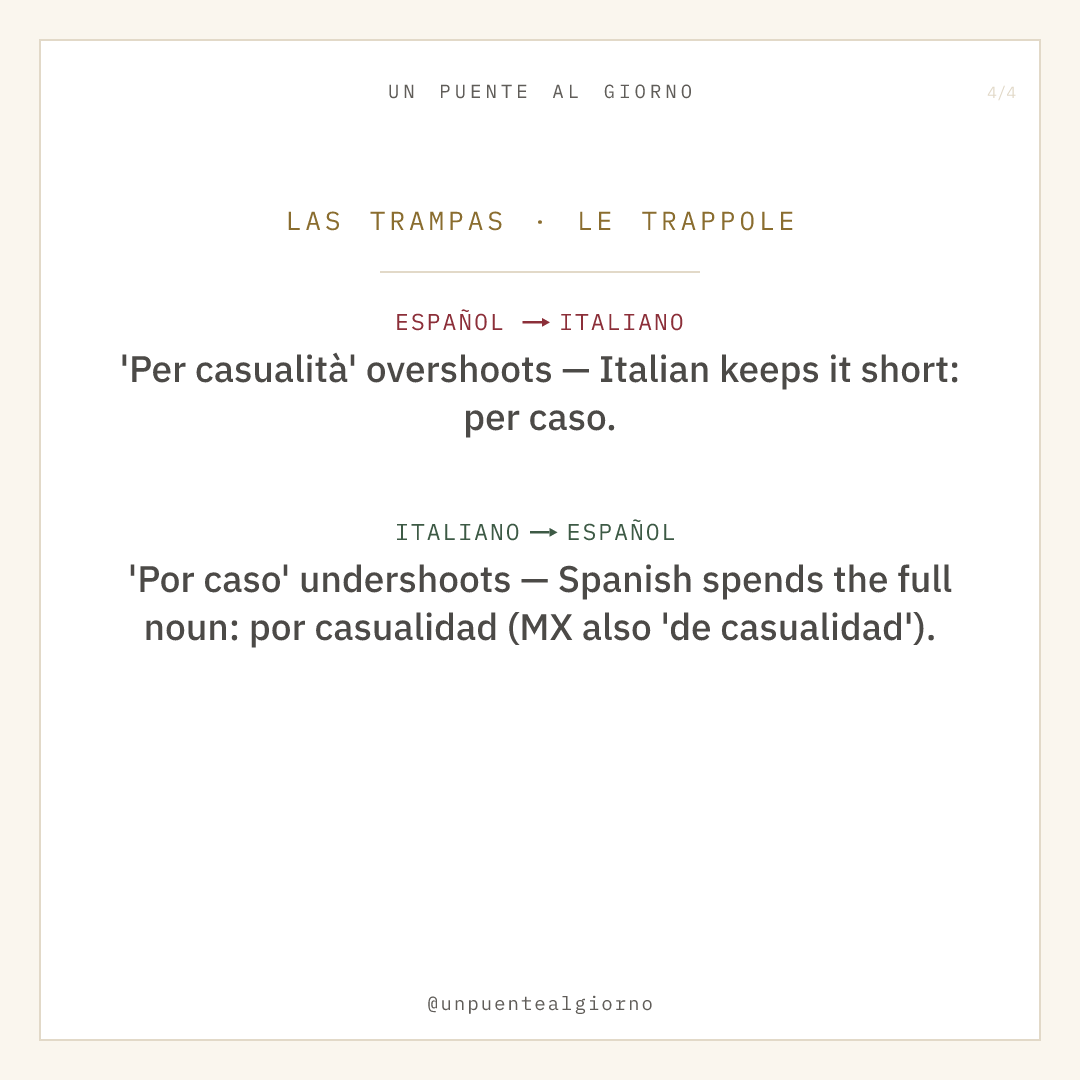 UN PUENTE AL GIORNO
4/4
LAS TRAMPAS · LE TRAPPOLE
ESPAÑOL → ITALIANO
'Per casualità' overshoots — Italian keeps it short:
per caso.
ITALIANO → ESPAÑOL
'Por caso' undershoots — Spanish spends the full
noun: por casualidad (MX also 'de casualidad').
@unpuentealgiorno